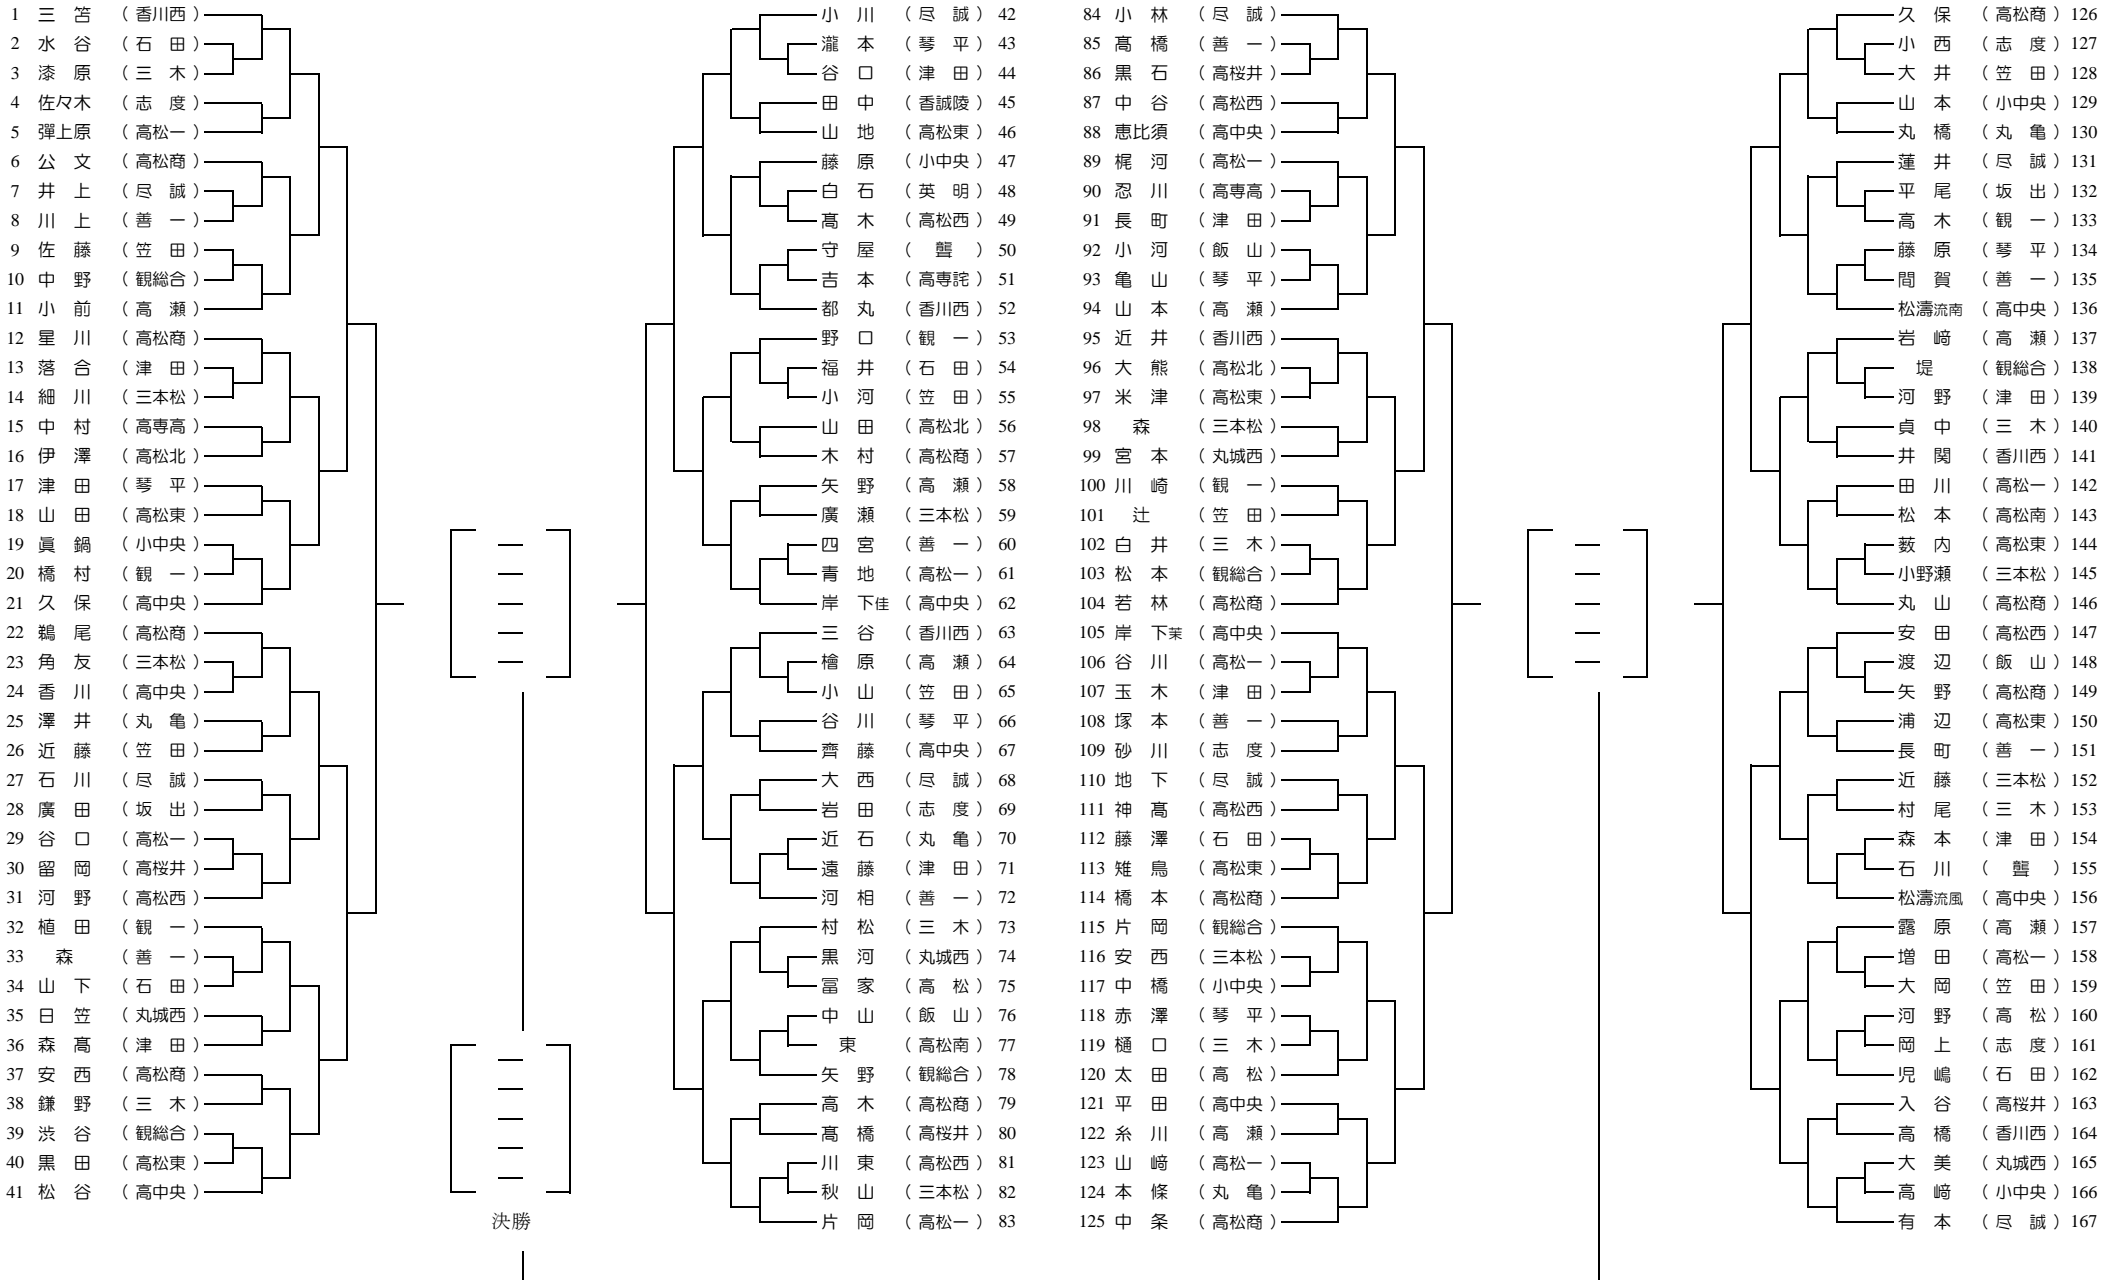 1 三 笘 （ 香川西 ）
2 水 谷 （ 石 田 ）
3 漆 原 （ 三 木 ）
4 佐々木 （ 志 度 ）
5 彈上原 （ 高松一 ）
6 公 文 （ 高松商 ）
7 井 上 （ 尽 誠 ）
8 川 上 （ 善 一 ）
9 佐 藤 （ 笠 田 ）
10 中 野 （ 観総合 ）
11 小 前 （ 高 瀬 ）
12 星 川 （ 高松商 ）
13 落 合 （ 津 田 ）
14 細 川 （ 三本松 ）
15 中 村 （ 高専高 ）
16 伊 澤 （ 高松北 ）
17 津 田 （ 琴 平 ）
18 山 田 （ 高松東 ）
19 眞 鍋 （ 小中央 ）
20 橋 村 （ 観 一 ）
21 久 保 （ 高中央 ）
22 鵜 尾 （ 高松商 ）
23 角 友 （ 三本松 ）
24 香 川 （ 高中央 ）
25 澤 井 （ 丸 亀 ）
26 近 藤 （ 笠 田 ）
27 石 川 （ 尽 誠 ）
28 廣 田 （ 坂 出 ）
29 谷 口 （ 高松一 ）
30 留 岡 （ 高桜井 ）
31 河 野 （ 高松西 ）
32 植 田 （ 観 一 ）
33 森 （ 善 一 ）
34 山 下 （ 石 田 ）
35 日 笠 （ 丸城西 ）
36 森 髙 （ 津 田 ）
37 安 西 （ 高松商 ）
38 鎌 野 （ 三 木 ）
39 渋 谷 （ 観総合 ）
40 黒 田 （ 高松東 ）
41 松 谷 （ 高中央 ）
決勝
小 川 （ 尽 誠 ） 42
瀧 本 （ 琴 平 ） 43
谷 口 （ 津 田 ） 44
田 中 （ 香誠陵 ） 45
山 地 （ 高松東 ） 46
藤 原 （ 小中央 ） 47
白 石 （ 英 明 ） 48
髙 木 （ 高松西 ） 49
守 屋 （ 聾 ） 50
吉 本 （ 高専詫 ） 51
都 丸 （ 香川西 ） 52
野 口 （ 観 一 ） 53
福 井 （ 石 田 ） 54
小 河 （ 笠 田 ） 55
山 田 （ 高松北 ） 56
木 村 （ 高松商 ） 57
矢 野 （ 高 瀬 ） 58
廣 瀬 （ 三本松 ） 59
四 宮 （ 善 一 ） 60
青 地 （ 高松一 ） 61
岸 下佳 （ 高中央 ） 62
三 谷 （ 香川西 ） 63
檜 原 （ 高 瀬 ） 64
小 山 （ 笠 田 ） 65
谷 川 （ 琴 平 ） 66
齊 藤 （ 高中央 ） 67
大 西 （ 尽 誠 ） 68
岩 田 （ 志 度 ） 69
近 石 （ 丸 亀 ） 70
遠 藤 （ 津 田 ） 71
河 相 （ 善 一 ） 72
村 松 （ 三 木 ） 73
黒 河 （ 丸城西 ） 74
冨 家 （ 高 松 ） 75
中 山 （ 飯 山 ） 76
東 （ 高松南 ） 77
矢 野 （ 観総合 ） 78
高 木 （ 高松商 ） 79
髙 橋 （ 高桜井 ） 80
川 東 （ 高松西 ） 81
秋 山 （ 三本松 ） 82
片 岡 （ 高松一 ） 83
84 小 林 （ 尽 誠 ）
85 髙 橋 （ 善 一 ）
86 黒 石 （ 高桜井 ）
87 中 谷 （ 高松西 ）
88 恵比須 （ 高中央 ）
89 梶 河 （ 高松一 ）
90 忍 川 （ 高専高 ）
91 長 町 （ 津 田 ）
92 小 河 （ 飯 山 ）
93 亀 山 （ 琴 平 ）
94 山 本 （ 高 瀬 ）
95 近 井 （ 香川西 ）
96 大 熊 （ 高松北 ）
97 米 津 （ 高松東 ）
98 森 （ 三本松 ）
99 宮 本 （ 丸城西 ）
100 川 崎 （ 観 一 ）
101 辻 （ 笠 田 ）
102 白 井 （ 三 木 ）
103 松 本 （ 観総合 ）
104 若 林 （ 高松商 ）
105 岸 下茉 （ 高中央 ）
106 谷 川 （ 高松一 ）
107 玉 木 （ 津 田 ）
108 塚 本 （ 善 一 ）
109 砂 川 （ 志 度 ）
110 地 下 （ 尽 誠 ）
111 神 髙 （ 高松西 ）
112 藤 澤 （ 石 田 ）
113 雉 鳥 （ 高松東 ）
114 橋 本 （ 高松商 ）
115 片 岡 （ 観総合 ）
116 安 西 （ 三本松 ）
117 中 橋 （ 小中央 ）
118 赤 澤 （ 琴 平 ）
119 樋 口 （ 三 木 ）
120 太 田 （ 高 松 ）
121 平 田 （ 高中央 ）
122 糸 川 （ 高 瀬 ）
123 山 﨑 （ 高松一 ）
124 本 條 （ 丸 亀 ）
125 中 条 （ 高松商 ）
久 保 （ 高松商 ） 126
小 西 （ 志 度 ） 127
大 井 （ 笠 田 ） 128
山 本 （ 小中央 ） 129
丸 橋 （ 丸 亀 ） 130
蓮 井 （ 尽 誠 ） 131
平 尾 （ 坂 出 ） 132
高 木 （ 観 一 ） 133
藤 原 （ 琴 平 ） 134
間 賀 （ 善 一 ） 135
松濤流南 （ 高中央 ） 136
岩 﨑 （ 高 瀬 ） 137
堤 （ 観総合 ） 138
河 野 （ 津 田 ） 139
貞 中 （ 三 木 ） 140
井 関 （ 香川西 ） 141
田 川 （ 高松一 ） 142
松 本 （ 高松南 ） 143
薮 内 （ 高松東 ） 144
小野瀬 （ 三本松 ） 145
丸 山 （ 高松商 ） 146
安 田 （ 高松西 ） 147
渡 辺 （ 飯 山 ） 148
矢 野 （ 高松商 ） 149
浦 辺 （ 高松東 ） 150
長 町 （ 善 一 ） 151
近 藤 （ 三本松 ） 152
村 尾 （ 三 木 ） 153
森 本 （ 津 田 ） 154
石 川 （ 聾 ） 155
松濤流風 （ 高中央 ） 156
露 原 （ 高 瀬 ） 157
増 田 （ 高松一 ） 158
大 岡 （ 笠 田 ） 159
河 野 （ 高 松 ） 160
岡 上 （ 志 度 ） 161
児 嶋 （ 石 田 ） 162
入 谷 （ 高桜井 ） 163
高 橋 （ 香川西 ） 164
大 美 （ 丸城西 ） 165
高 﨑 （ 小中央 ） 166
有 本 （ 尽 誠 ） 167